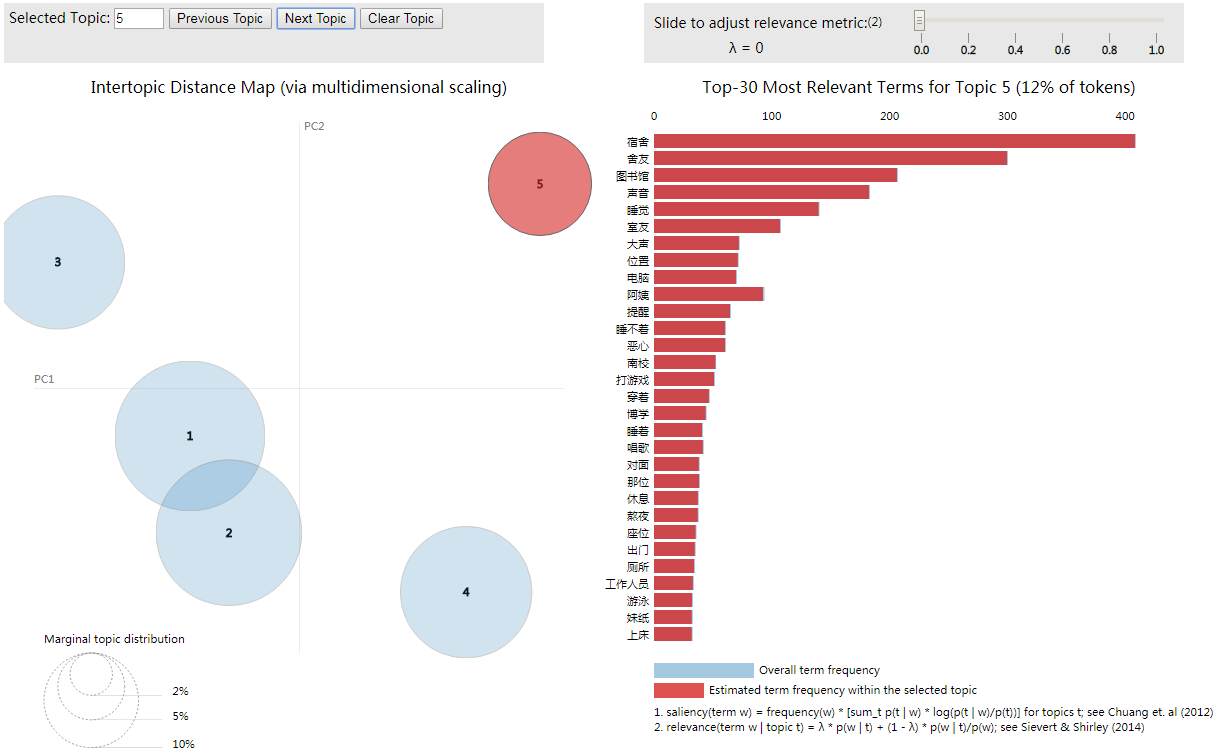 Selected Topic: 5 Previous Topic Next Topic Clear Topic
Slide to adjust relevance metric:(2)
λ = 0
0.0 0.2 0.4 0.6 0.8 1.0
Intertopic Distance Map (via multidimensional scaling)
PC2
PC1
5
3
1
2
4
Marginal topic distribution
2%
5%
10%
Top-30 Most Relevant Terms for Topic 5 (12% of tokens)
0 100 200 300 400
宿舍
舍友
图书馆
声音
睡觉
室友
大声
位置
电脑
阿姨
提醒
睡不着
恶心
南校
打游戏
穿着
博学
睡着
唱歌
对面
那位
休息
熬夜
座位
出门
厕所
工作人员
游泳
妹纸
上床
Overall term frequency
Estimated term frequency within the selected topic
1. saliency(term w) = frequency(w) * [sum_t p(t | w) * log(p(t | w)/p(t))] for topics t; see Chuang et. al (2012)
2. relevance(term w | topic t) = λ * p(w | t) + (1 - λ) * p(w | t)/p(w); see Sievert & Shirley (2014)